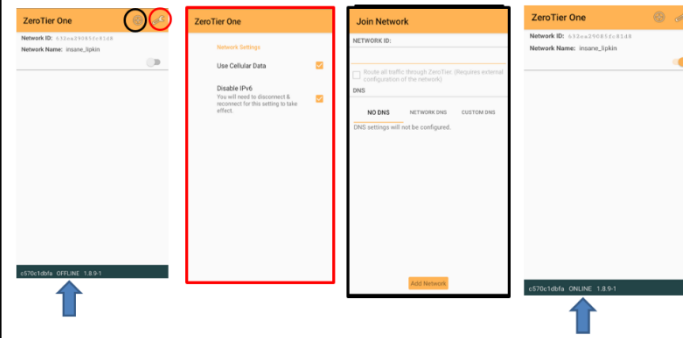 ZeroTier One
Network ID:
Network Name: insane_lipkin
c570c1dbfa OFFLINE 1.8.9-1
ZeroTier One
Network Settings
Use Cellular Data
Disable IPv6
You will need to disconnect &
reconnect for this setting to take
effect.
Join Network
NETWORK ID:
Route all traffic through ZeroTier (Requires external
configuration of the network)
DNS
NO DNS NETWORK DNS CUSTOM DNS
DNS settings will not be configured.
Add Network
ZeroTier One
Network ID:
Network Name: insane_lipkin
c570c1dbfa ONLINE 1.8.9-1